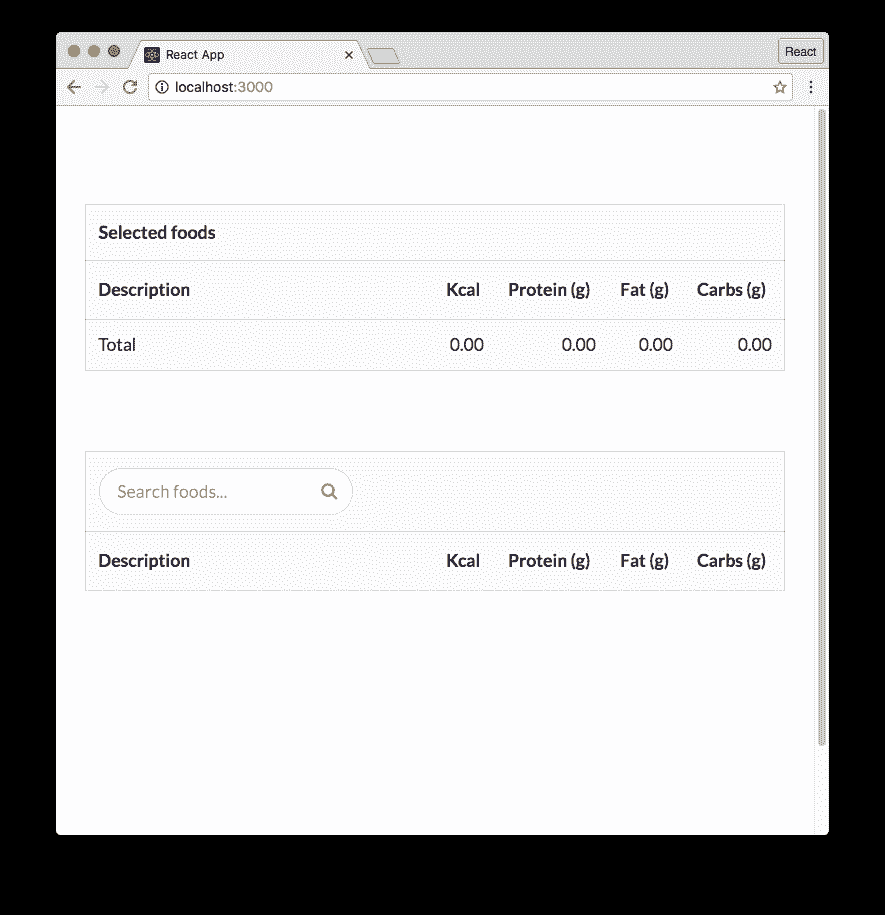 React App
React
localhost:3000
Selected foods
Description Kcal Protein (g) Fat (g) Carbs (g)
Total 0.00 0.00 0.00 0.00
Search foods...
Description Kcal Protein (g) Fat (g) Carbs (g)